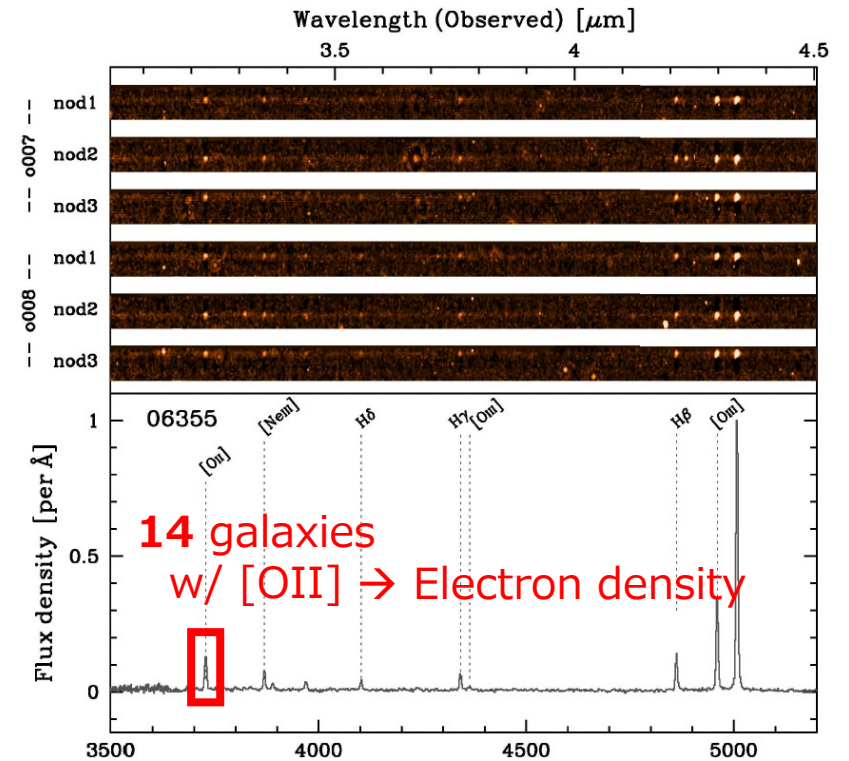 Wavelength (Observed) [μm]
3.5 4 4.5
-- o007 --
nod1
nod2
nod3
-- o008 --
nod1
nod2
nod3
06355
[OII]
[NeIII]
Hδ
Hγ
[OIII]
Hβ
[OIII]
14 galaxies
w/ [OII] → Electron density
Flux density [per Å]
1
0.5
0
3500 4000 4500 5000